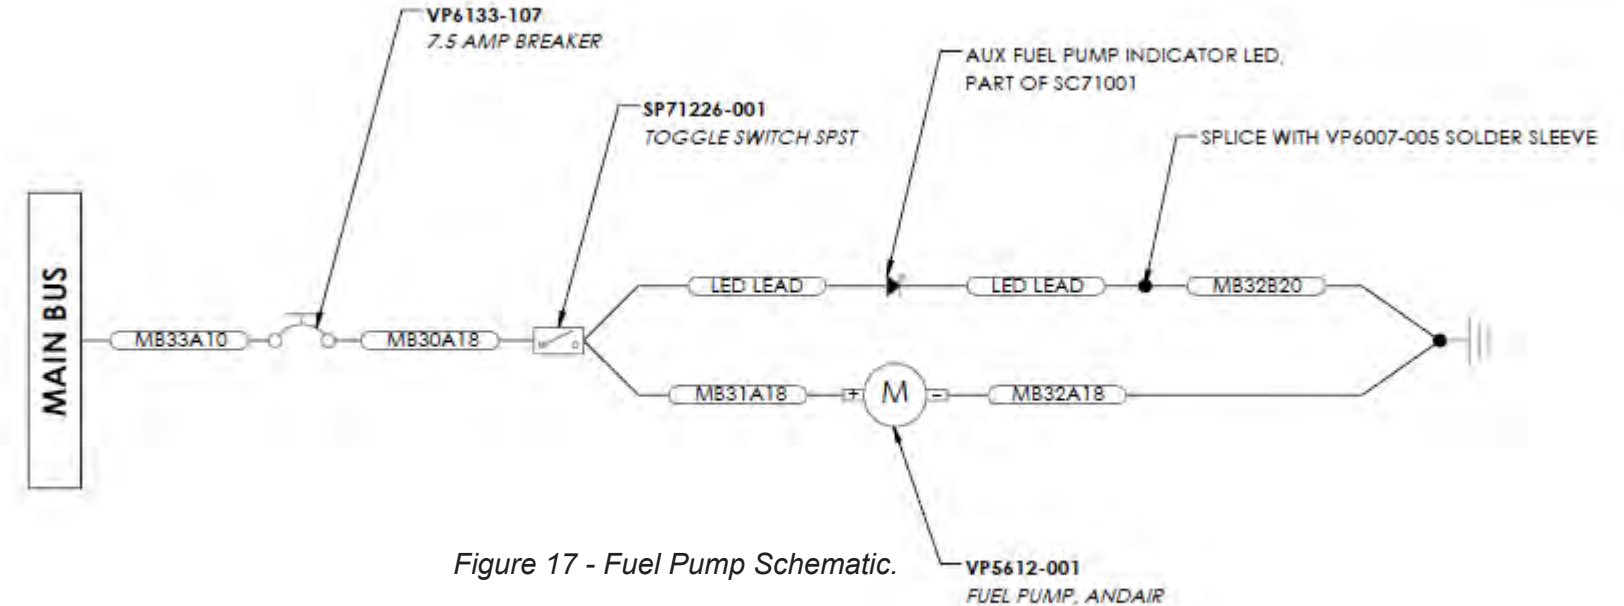 VP6133-107
7.5 AMP BREAKER
AUX FUEL PUMP INDICATOR LED,
PART OF SC71001
SP71226-001
TOGGLE SWITCH SPST
SPLICE WITH VP6007-005 SOLDER SLEEVE
MAIN BUS
LED LEAD
LED LEAD
MB32B20
MB33A10
MB30A18
MB31A18
+
M
-
MB32A18
Figure 17 - Fuel Pump Schematic.
VP5612-001
FUEL PUMP, ANDAIR